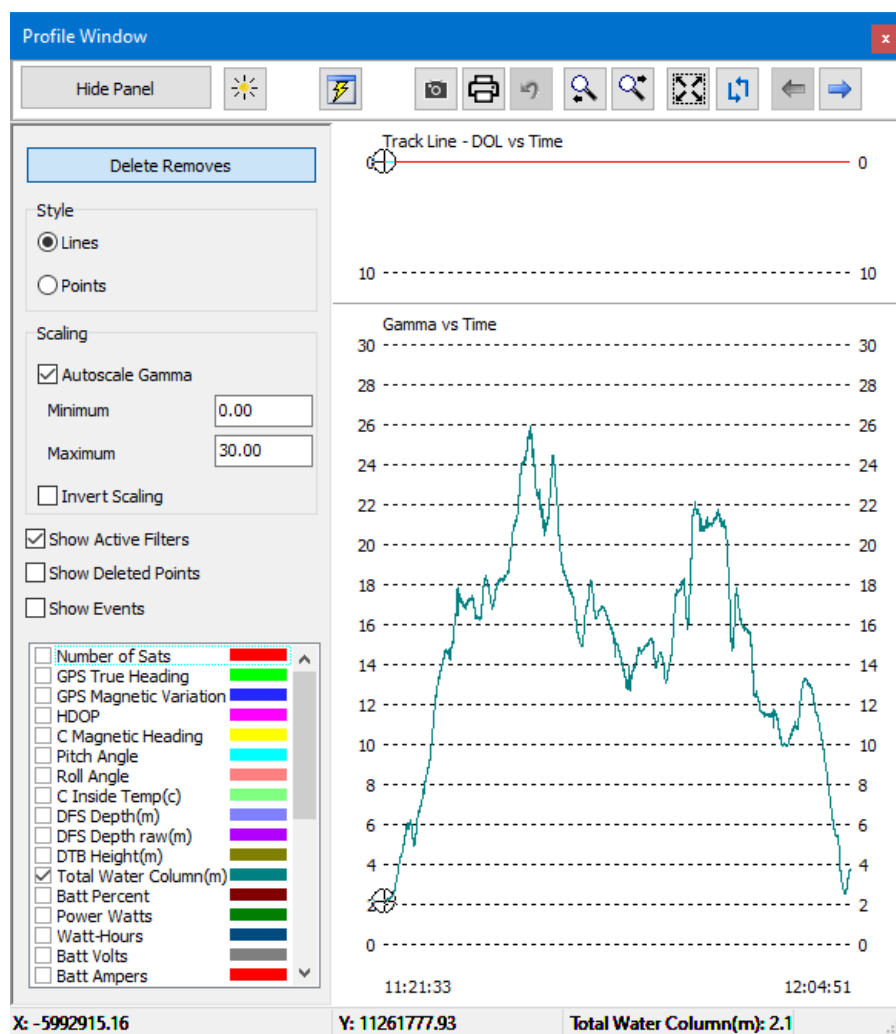 Profile Window
x
Hide Panel
Delete Removes
Style
Lines
Points
Scaling
Autoscale Gamma
Minimum 0.00
Maximum 30.00
Invert Scaling
Show Active Filters
Show Deleted Points
Show Events
Number of Sats
GPS True Heading
GPS Magnetic Variation
HDOP
C Magnetic Heading
Pitch Angle
Roll Angle
C Inside Temp(c)
DFS Depth(m)
DFS Depth raw(m)
DTB Height(m)
Total Water Column(m)
Batt Percent
Power Watts
Watt-Hours
Batt Volts
Batt Ampers
Track Line - DOL vs Time
0 0
10 10
Gamma vs Time
30 30
28 28
26 26
24 24
22 22
20 20
18 18
16 16
14 14
12 12
10 10
8 8
6 6
4 4
2 2
0 0
11:21:33 12:04:51
X: -5992915.16 Y: 11261777.93 Total Water Column(m): 2.1